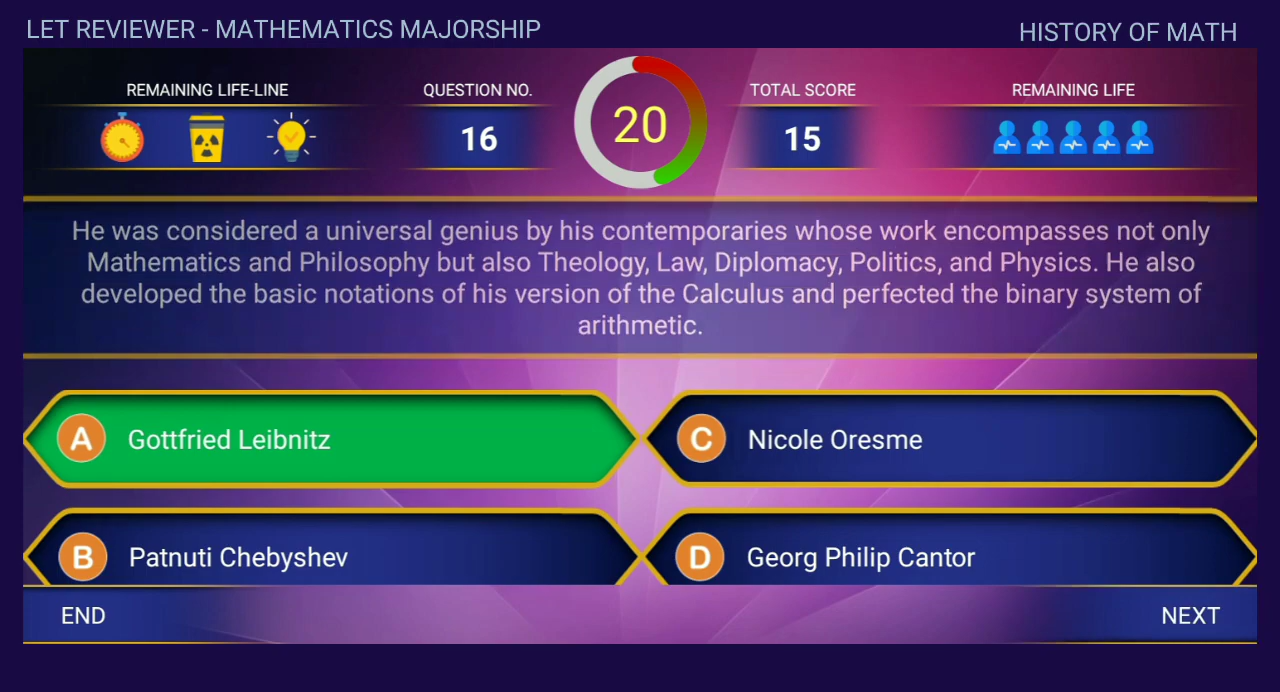 LET REVIEWER - MATHEMATICS MAJORSHIP
HISTORY OF MATH
REMAINING LIFE-LINE
QUESTION NO.
16
20
TOTAL SCORE
15
REMAINING LIFE
He was considered a universal genius by his contemporaries whose work encompasses not only
Mathematics and Philosophy but also Theology, Law, Diplomacy, Politics, and Physics. He also
developed the basic notations of his version of the Calculus and perfected the binary system of
arithmetic.
A Gottfried Leibnitz
C Nicole Oresme
B Patnuti Chebyshev
D Georg Philip Cantor
END
NEXT